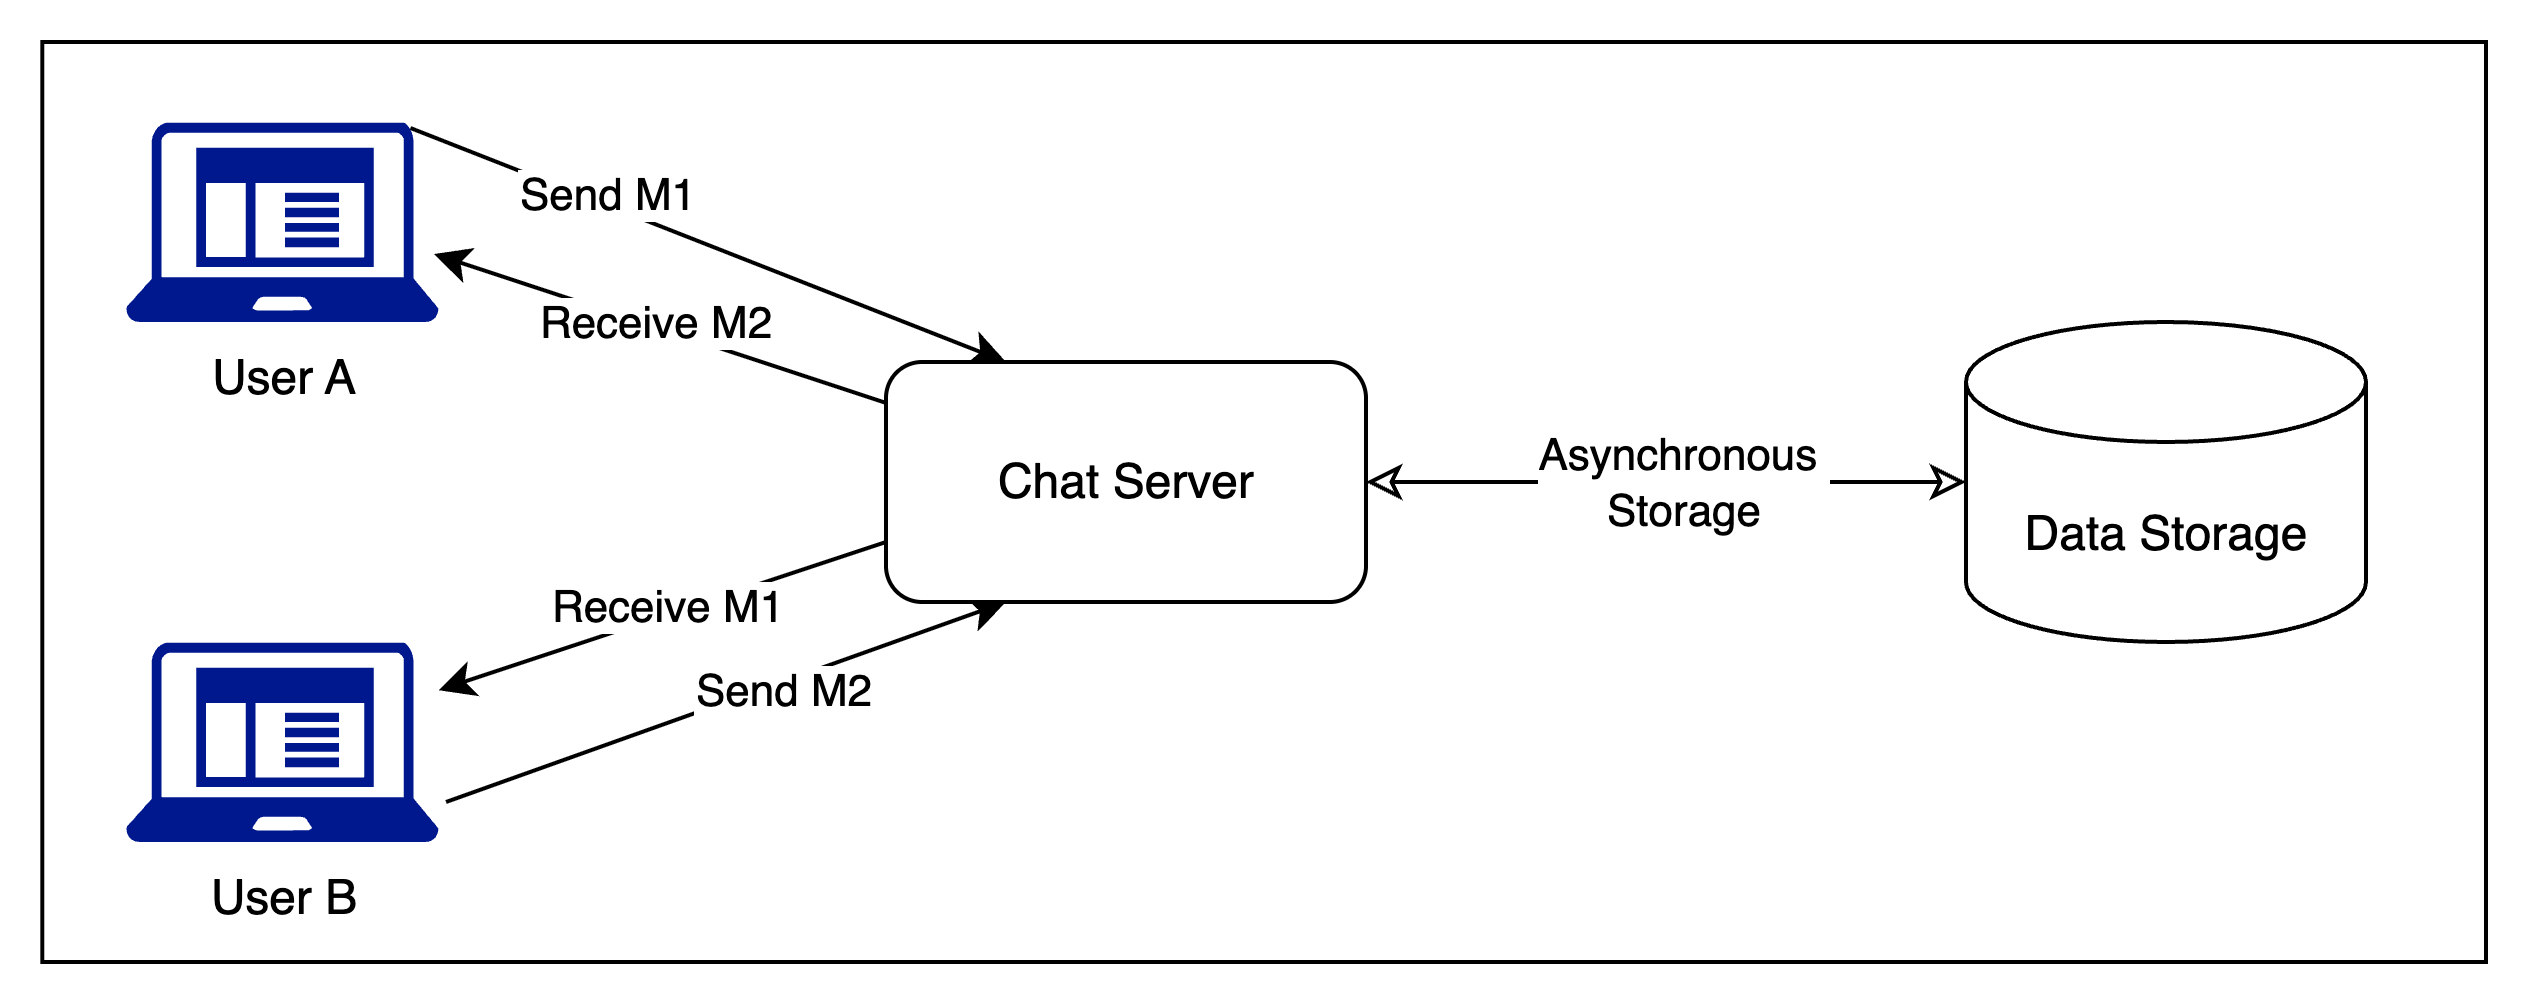 Send M1
Receive M2
User A
Chat Server
Asynchronous
Storage
Data Storage
Receive M1
Send M2
User B